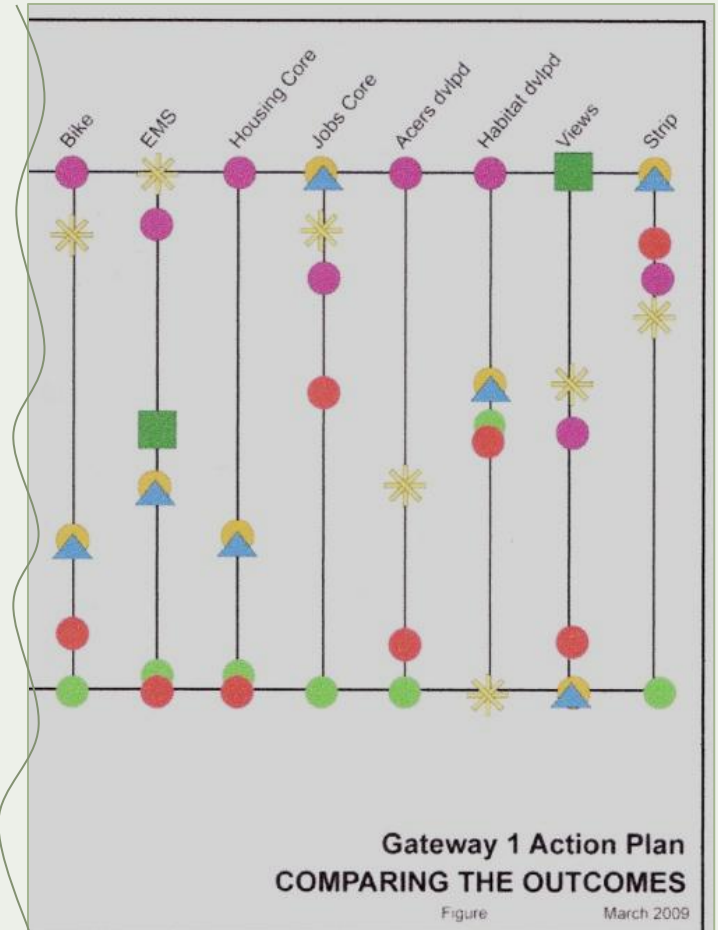 Bike
EMS
Housing Core
Jobs Core
Acers dvlpd
Habitat dvlpd
Views
Strip
Gateway 1 Action Plan
COMPARING THE OUTCOMES
Figure March 2009